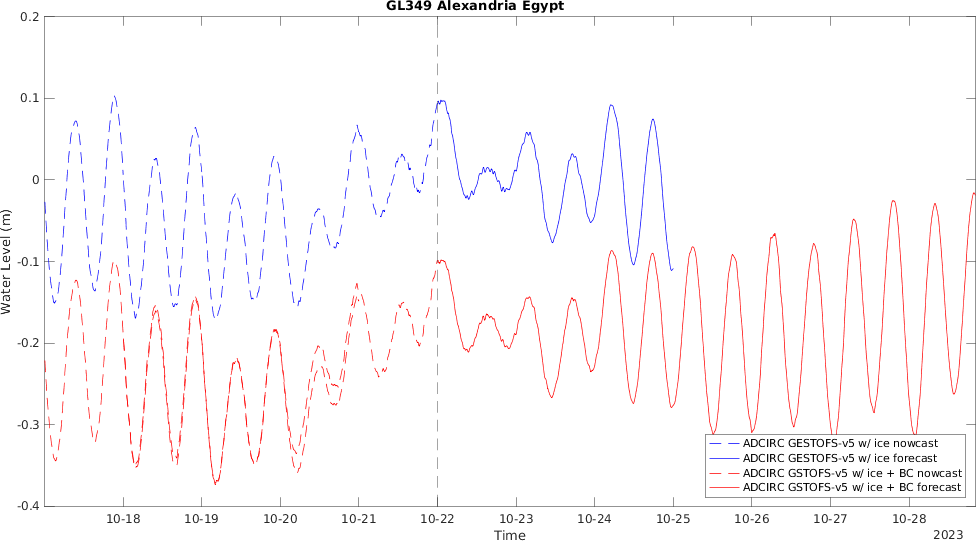 GL349 Alexandria Egypt
0.2
0.1
0
-0.1
-0.2
-0.3
-0.4
Water Level (m)
10-18 10-19 10-20 10-21 10-22 10-23 10-24 10-25 10-26 10-27 10-28
Time
2023
ADCIRC GESTOFS-v5 w/ ice nowcast
ADCIRC GESTOFS-v5 w/ ice forecast
ADCIRC GSTOFS-v5 w/ ice + BC nowcast
ADCIRC GSTOFS-v5 w/ ice + BC forecast